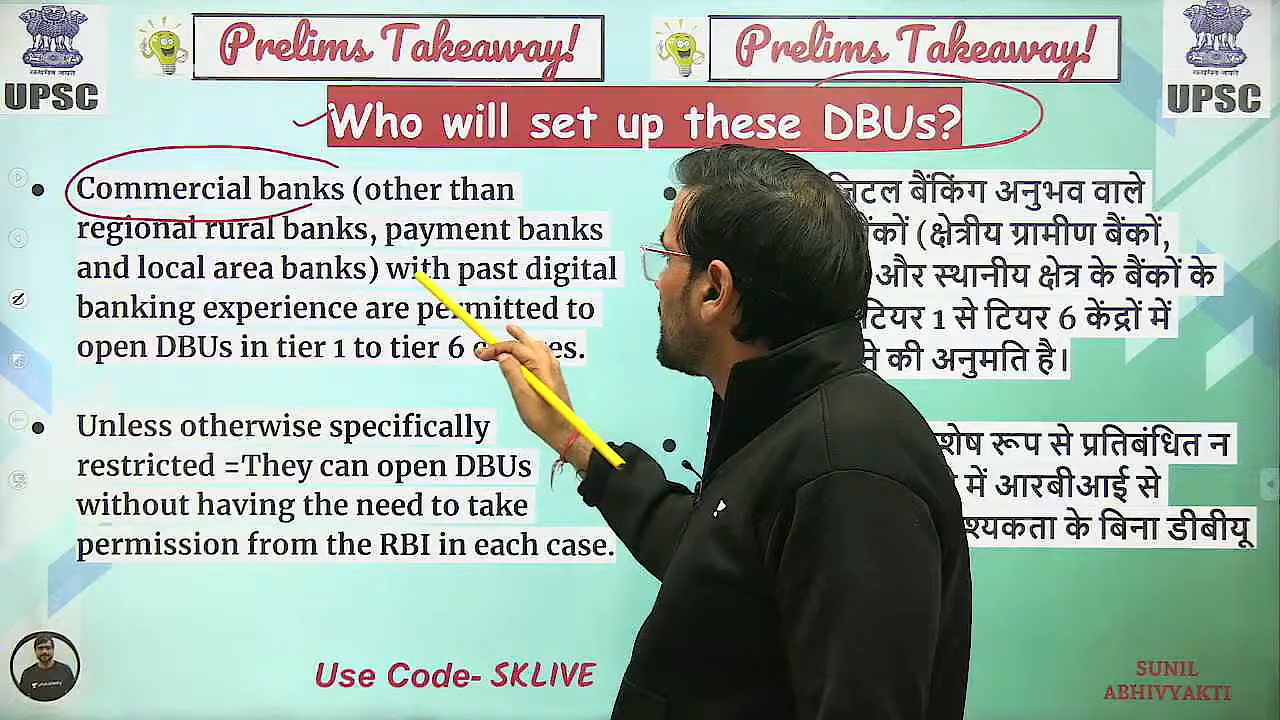 UPSC
Prelims Takeaway!
Prelims Takeaway!
UPSC
Who will set up these DBUs?
Commercial banks (other than
regional rural banks, payment banks
and local area banks) with past digital
banking experience are permitted to
open DBUs in tier 1 to tier 6
Unless otherwise specifically
restricted =They can open DBUs
without having the need to take
permission from the RBI in each case.
बैंकिंग अनुभव वाले
(क्षेत्रीय ग्रामीण बैंकों,
और स्थानीय क्षेत्र के बैंकों के
टियर 1 से टियर 6 केंद्रों में
की अनुमति है।
रूप से प्रतिबंधित न
में आरबीआई से
के बिना डीबीयू
Use Code- SKLIVE
SUNIL
ABHIVYAKTI